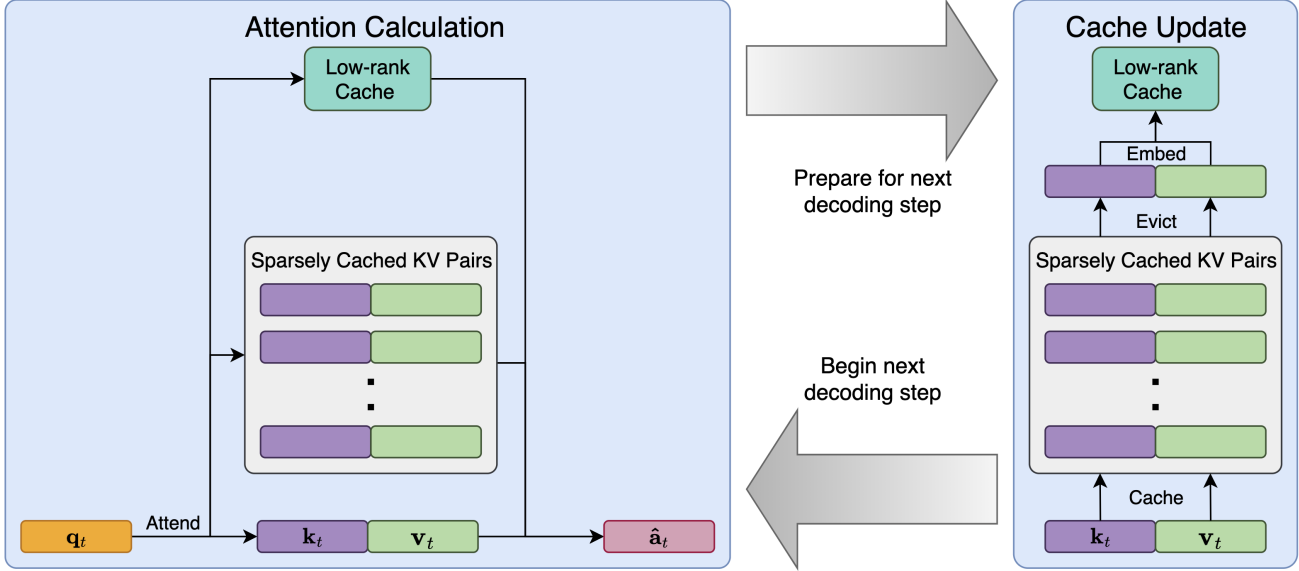 Attention Calculation
Low-rank
Cache
Sparsely Cached KV Pairs
Attend
q_t
k_t
v_t
â_t
Prepare for next
decoding step
Begin next
decoding step
Cache Update
Low-rank
Cache
Embed
Evict
Sparsely Cached KV Pairs
Cache
k_t
v_t